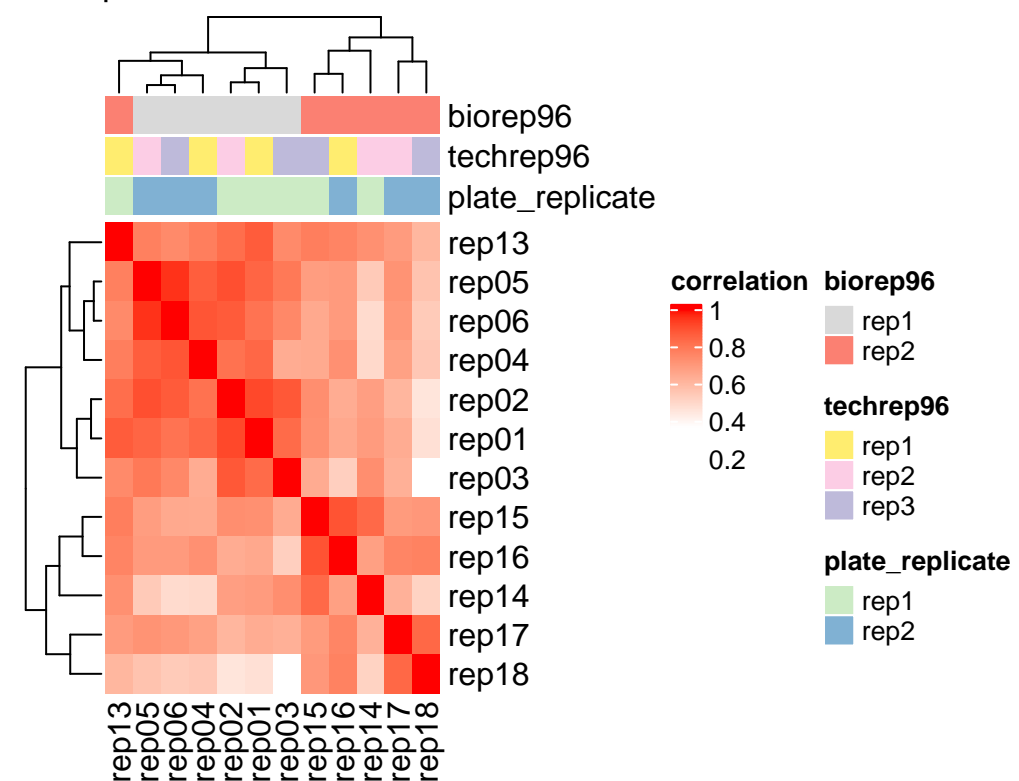 biorep96
techrep96
plate_replicate
rep13
rep05
rep06
rep04
rep02
rep01
rep03
rep15
rep16
rep14
rep17
rep18
rep13 rep05 rep06 rep04 rep02 rep01 rep03 rep15 rep16 rep14 rep17 rep18
correlation
1
0.8
0.6
0.4
0.2
biorep96
rep1
rep2
techrep96
rep1
rep2
rep3
plate_replicate
rep1
rep2